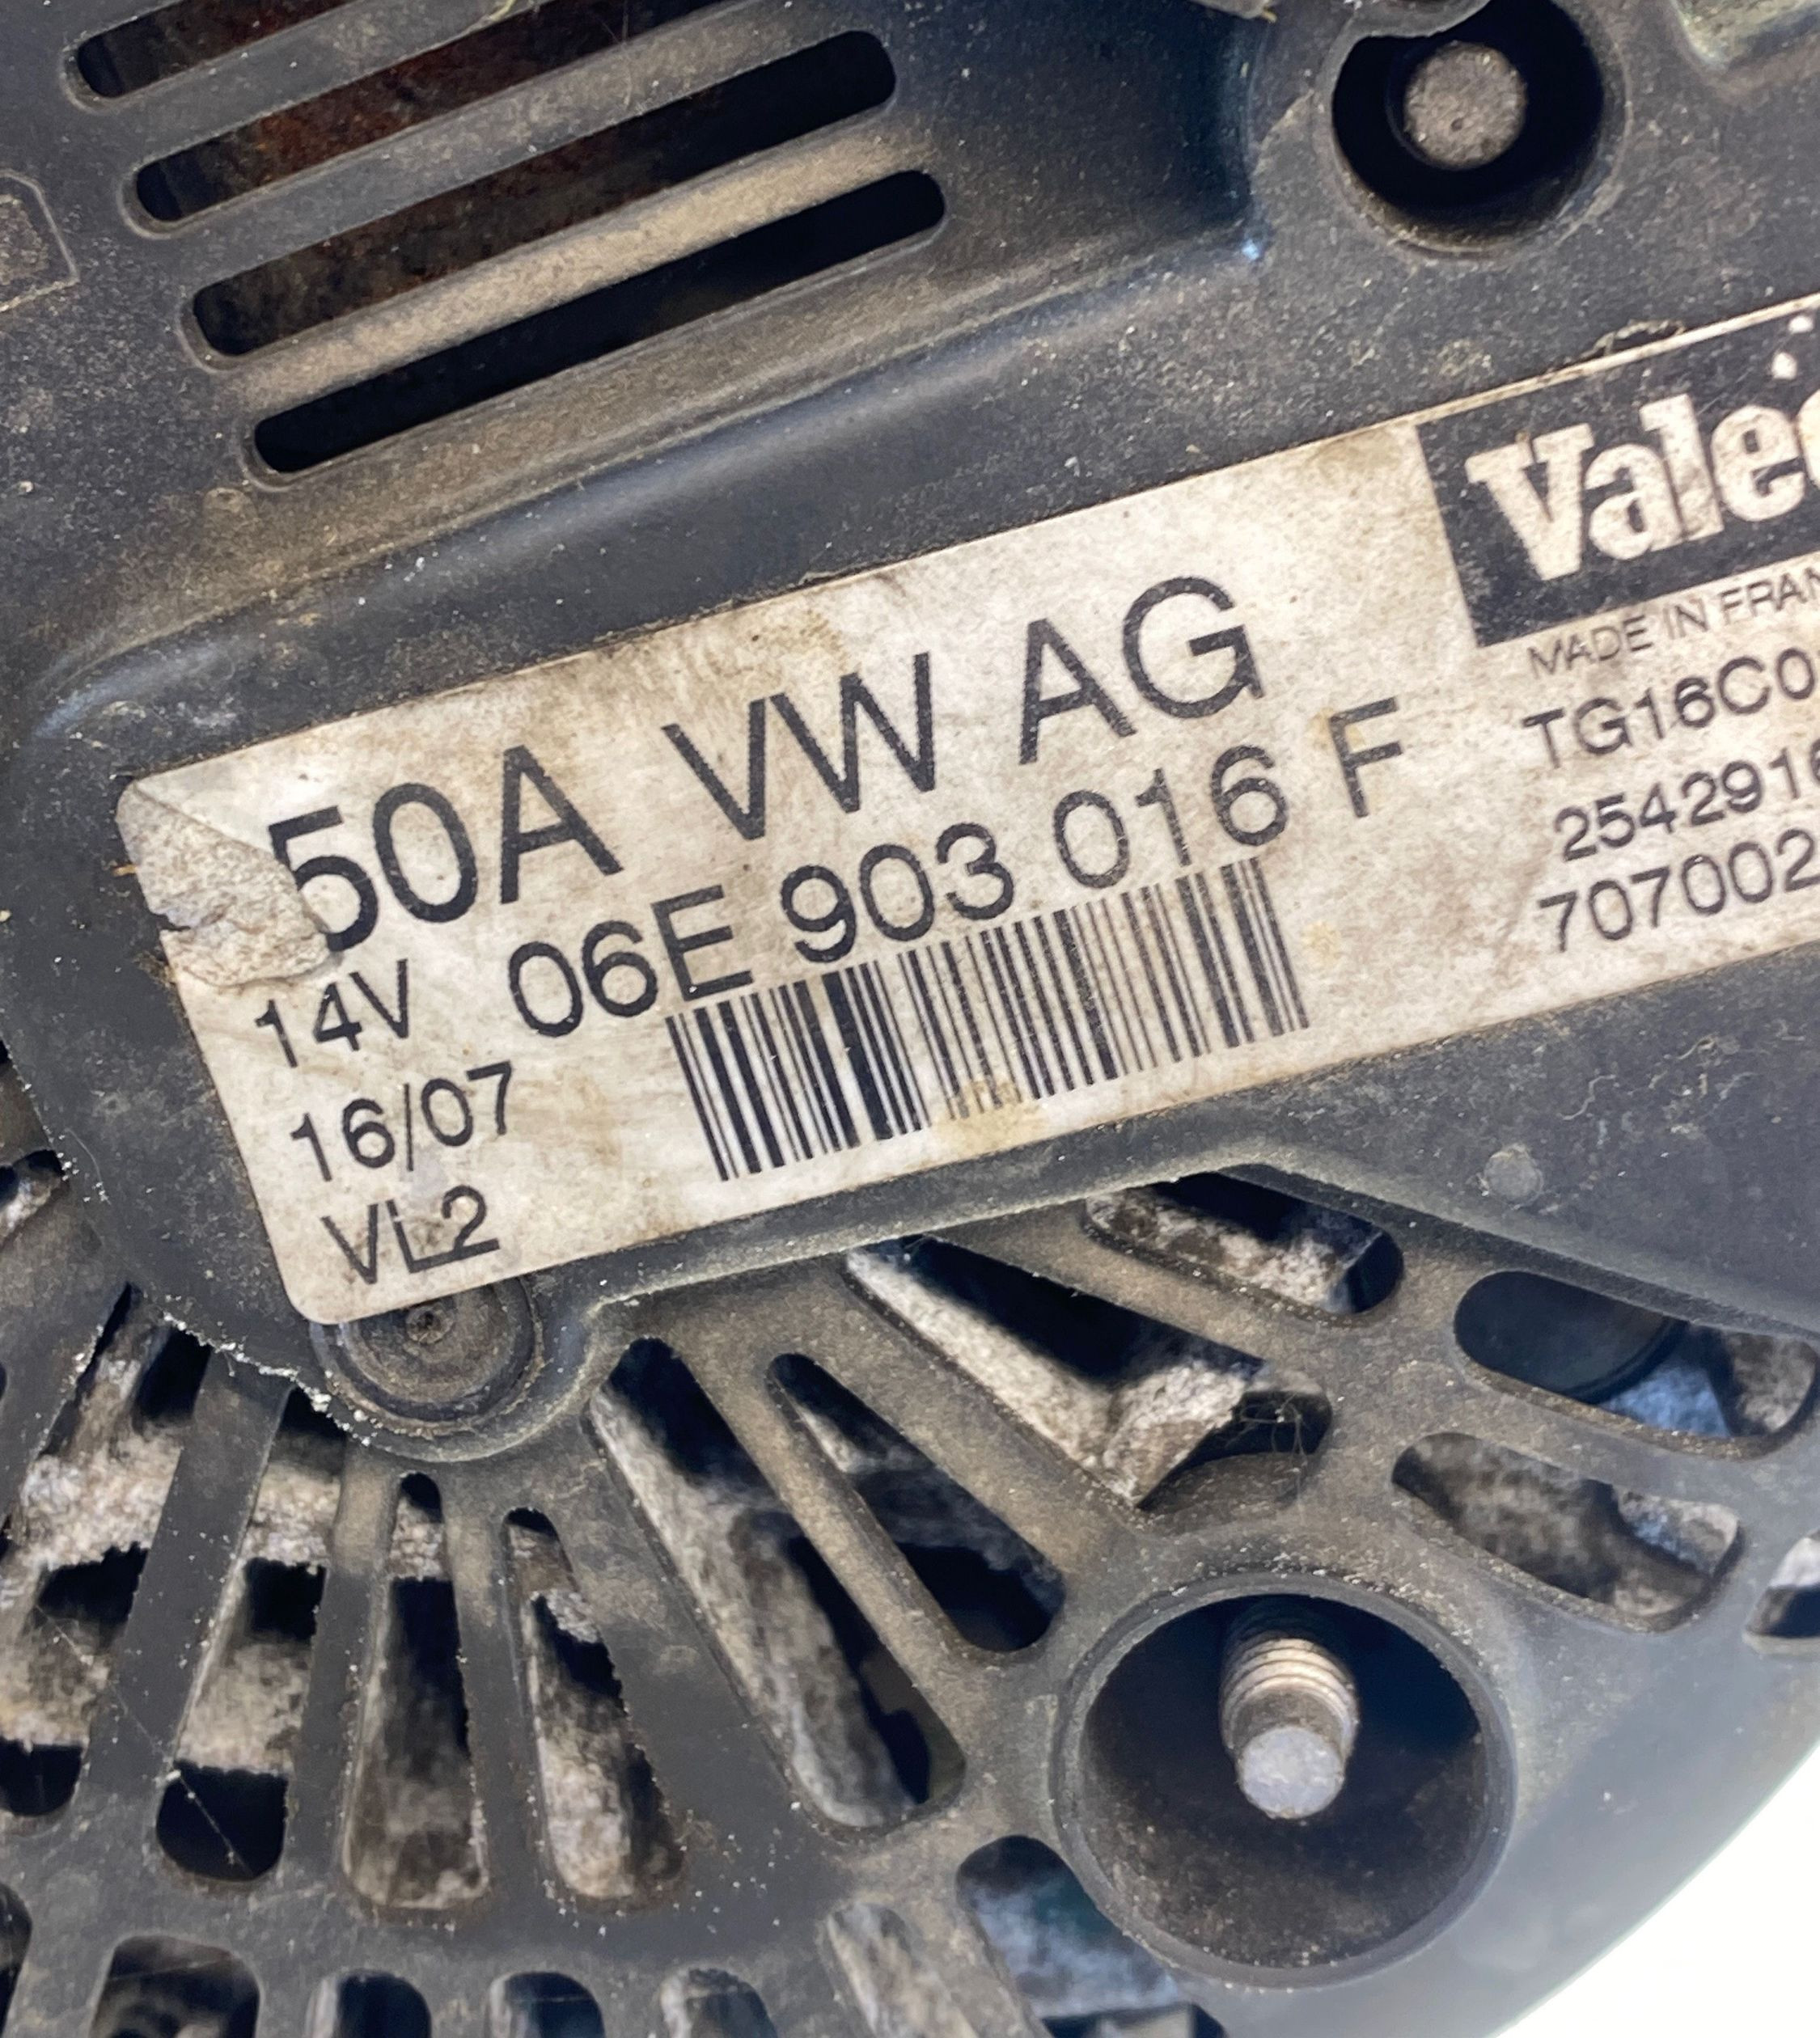 50A VW AG
14V 06E 903 016 F
16/07
VL2
Valeo
MADE IN FRAN
TG16C0
2542916
707002